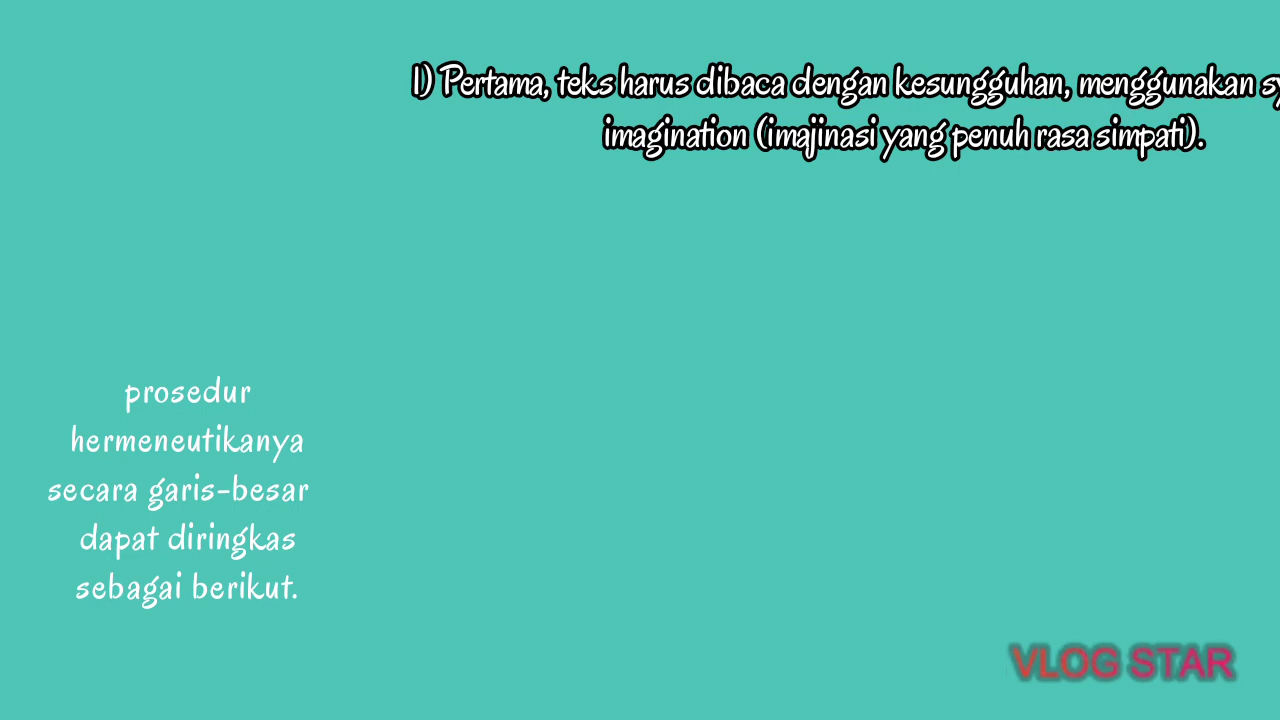 1) Pertama, teks harus dibaca dengan kesungguhan, menggunakan
imagination (imajinasi yang penuh rasa simpati).
prosedur
hermeneutikanya
secara garis-besar
dapat diringkas
sebagai berikut.
VLOG STAR